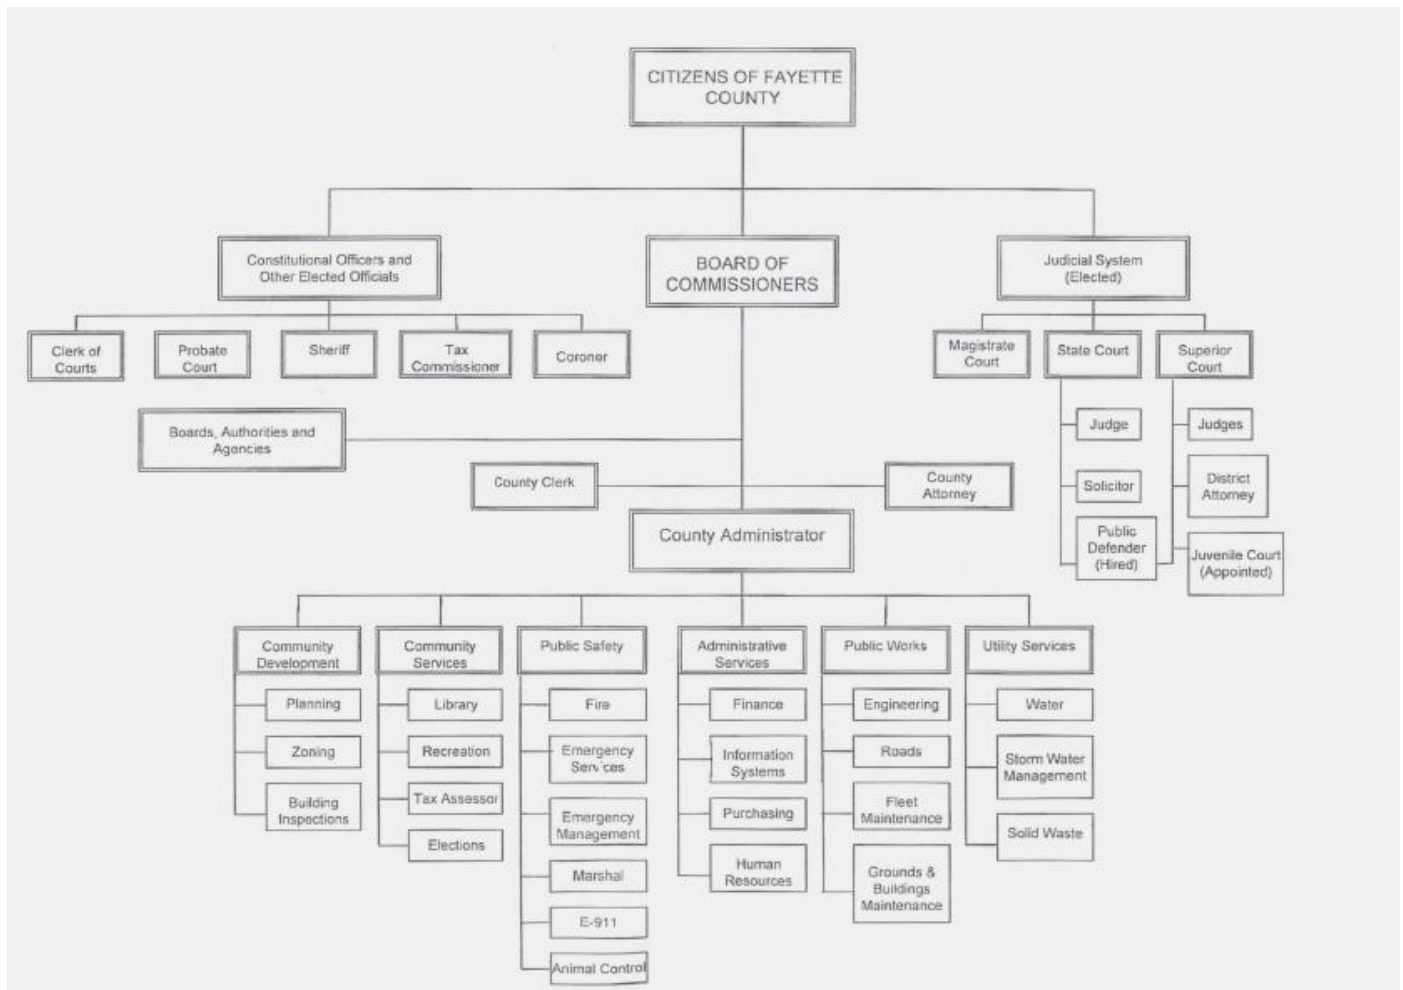 CITIZENS OF FAYETTE
COUNTY
Constitutional Officers and
Other Elected Officials
BOARD OF
COMMISSIONERS
Judicial System
(Elected)
Clerk of
Courts
Probate
Court
Sheriff
Tax
Commissioner
Coroner
Magistrate
Court
State Court
Superior
Court
Boards, Authorities and
Agencies
Judge
Judges
County Clerk
County
Attorney
Solicitor
District
Attorney
County Administrator
Public
Defender
(Hired)
Juvenile Court
(Appointed)
Community
Development
Planning
Zoning
Building
Inspections
Community
Services
Library
Recreation
Tax Assessor
Elections
Public Safety
Fire
Emergency
Services
Emergency
Management
Marshal
E-911
Animal Control
Administrative
Services
Finance
Information
Systems
Purchasing
Human
Resources
Public Works
Engineering
Roads
Fleet
Maintenance
Grounds &
Buildings
Maintenance
Utility Services
Water
Storm Water
Management
Solid Waste